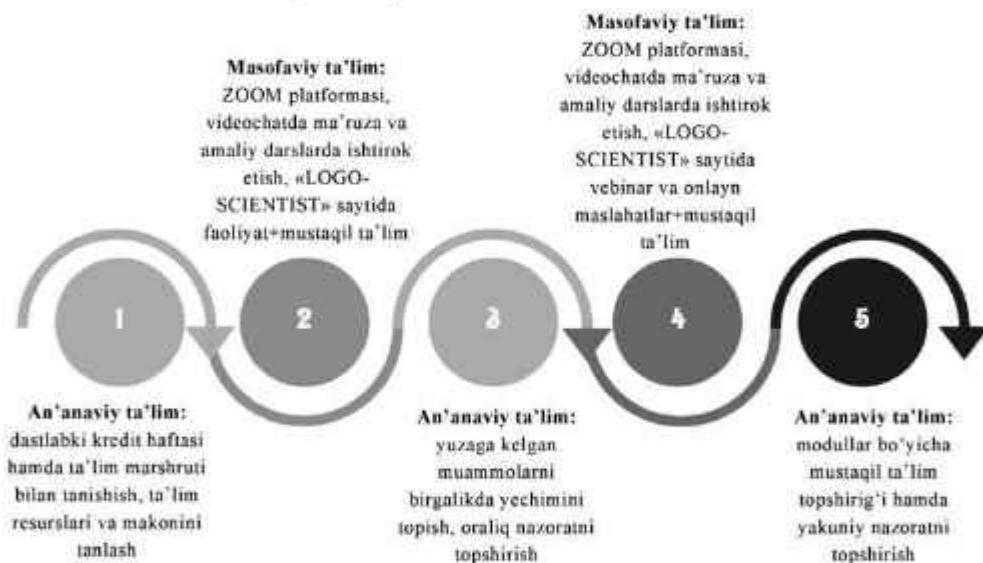 Masofaviy ta'lim:
ZOOM platformasi,
videochatda ma'ruza va
amaliy darslarda ishtirok
etish, «LOGO-
SCIENTIST» saytida
faoliyat+mustaqil ta'lim
Masofaviy ta'lim:
ZOOM platformasi,
videochatda ma'ruza va
amaliy darslarda ishtirok
etish, «LOGO-
SCIENTIST» saytida
vebinar va onlayn
maslahatlar+mustaqil
ta'lim
1
2
3
4
5
An'anaviy ta'lim:
dastlabki kredit haftasi
hamda ta'lim marshruti
bilan tanishish, ta'lim
resurslari va makonini
tanlash
An'anaviy ta'lim:
yuzaga kelgan
muammolarni
birgalikda yechimini
topish, oraliq nazoratni
topshirish
An'anaviy ta'lim:
modullar bo'yicha
mustaqil ta'lim
topshirig'i hamda
yakuniy nazoratni
topshirish